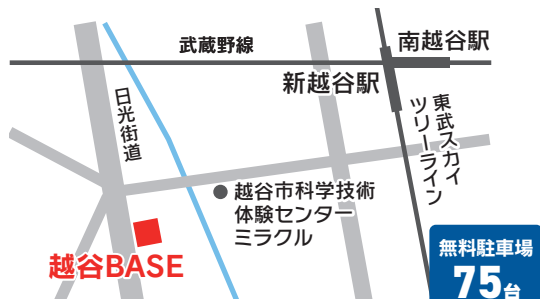 武蔵野線
南越谷駅
新越谷駅
日光街道
東武スカイ
ツリーライン
越谷市科学技術
体験センター
ミラクル
越谷BASE
無料駐車場
75台